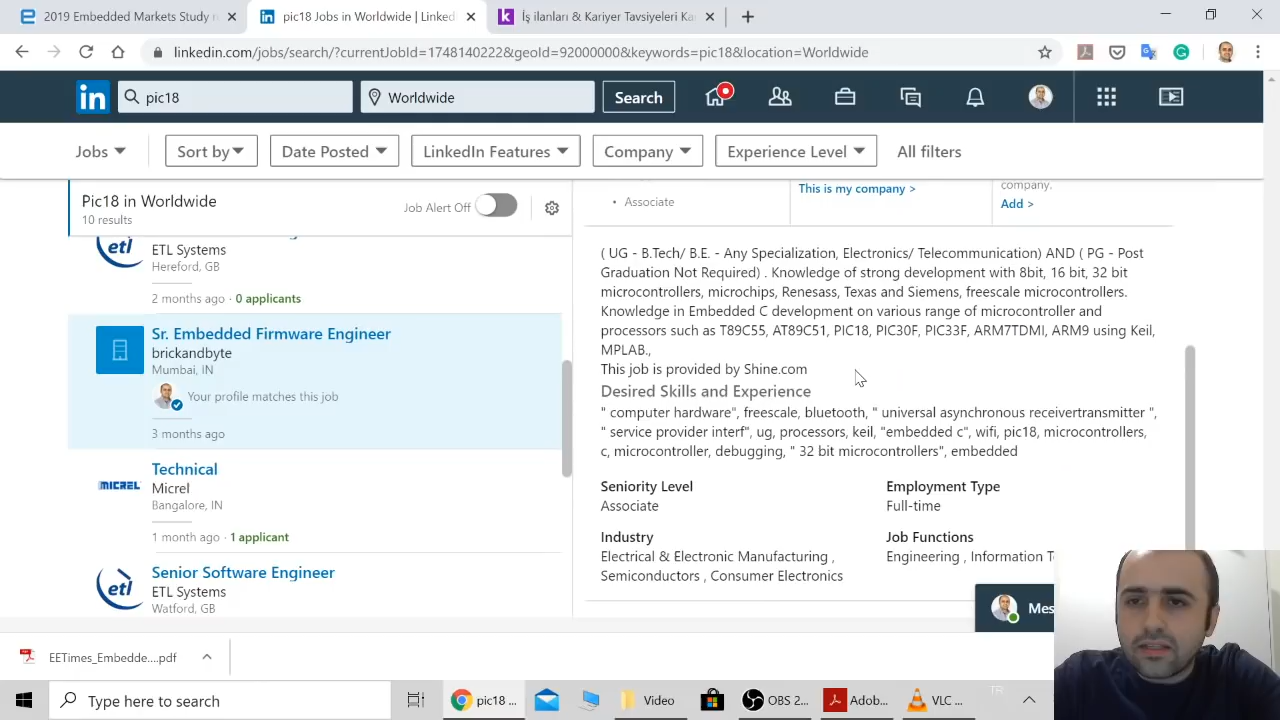 2019 Embedded Markets Study r
pic18 Jobs in Worldwide | Linked
İş ilanları & Kariyer Tavsiyeleri Ka
linkedin.com/jobs/search/?currentJobId=1748140222&geoId=92000000&keywords=pic18&location=Worldwide
in
pic18
Worldwide
Search
Jobs
Sort by
Date Posted
LinkedIn Features
Company
Experience Level
All filters
Pic18 in Worldwide
10 results
Job Alert Off
etl
ETL Systems
Hereford, GB
2 months ago · 0 applicants
Sr. Embedded Firmware Engineer
brickandbyte
Mumbai, IN
Your profile matches this job
3 months ago
Technical
MICREL
Micrel
Bangalore, IN
1 month ago · 1 applicant
Senior Software Engineer
etl
ETL Systems
Watford, GB
• Associate
This is my company >
company.
Add >
( UG - B.Tech/ B.E. - Any Specialization, Electronics/ Telecommunication) AND ( PG - Post
Graduation Not Required) . Knowledge of strong development with 8bit, 16 bit, 32 bit
microcontrollers, microchips, Renesass, Texas and Siemens, freescale microcontrollers.
Knowledge in Embedded C development on various range of microcontroller and
processors such as T89C55, AT89C51, PIC18, PIC30F, PIC33F, ARM7TDMI, ARM9 using Keil,
MPLAB.,
This job is provided by Shine.com
Desired Skills and Experience
" computer hardware", freescale, bluetooth, " universal asynchronous receivertransmitter ",
" service provider interf", ug, processors, keil, "embedded c", wifi, pic18, microcontrollers,
c, microcontroller, debugging, " 32 bit microcontrollers", embedded
Seniority Level
Associate
Employment Type
Full-time
Industry
Electrical & Electronic Manufacturing ,
Semiconductors , Consumer Electronics
Job Functions
Engineering , Information T
Mes
EETimes_Embedde....pdf
Type here to search
pic18 ...
Video
OBS 2...
Adob...
VLC ...
TR